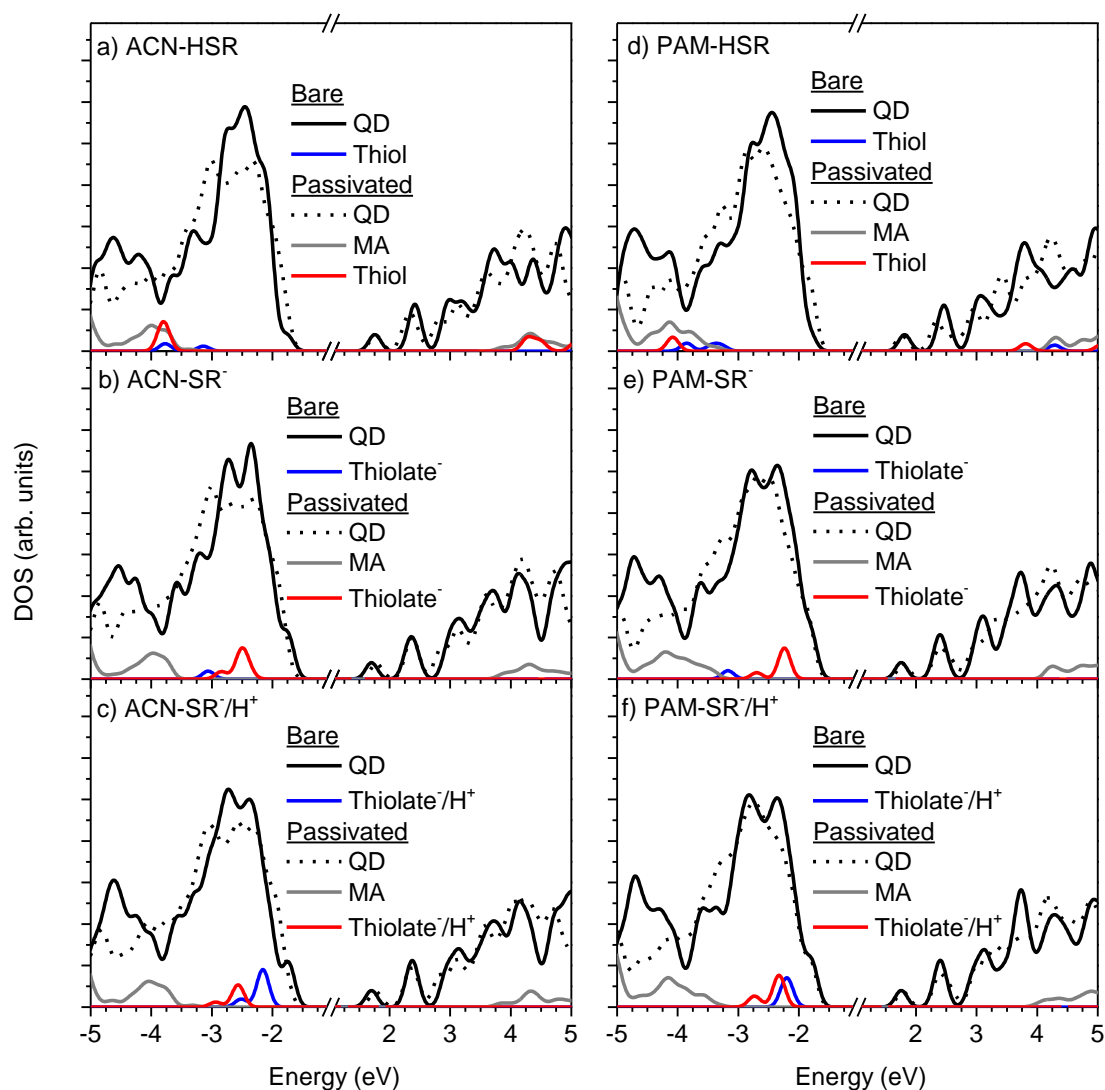 a) ACN-HSR
Bare
QD
Thiol
Passivated
QD
MA
Thiol
d) PAM-HSR
Bare
QD
Thiol
Passivated
QD
MA
Thiol
b) ACN-SR⁻
Bare
QD
Thiolate⁻
Passivated
QD
MA
Thiolate⁻
e) PAM-SR⁻
Bare
QD
Thiolate⁻
Passivated
QD
MA
Thiolate⁻
c) ACN-SR⁻/H⁺
Bare
QD
Thiolate⁻/H⁺
Passivated
QD
MA
Thiolate⁻/H⁺
f) PAM-SR⁻/H⁺
Bare
QD
Thiolate⁻/H⁺
Passivated
QD
MA
Thiolate⁻/H⁺
DOS (arb. units)
-5 -4 -3 -2 2 3 4 5
-5 -4 -3 -2 2 3 4 5
Energy (eV)
Energy (eV)